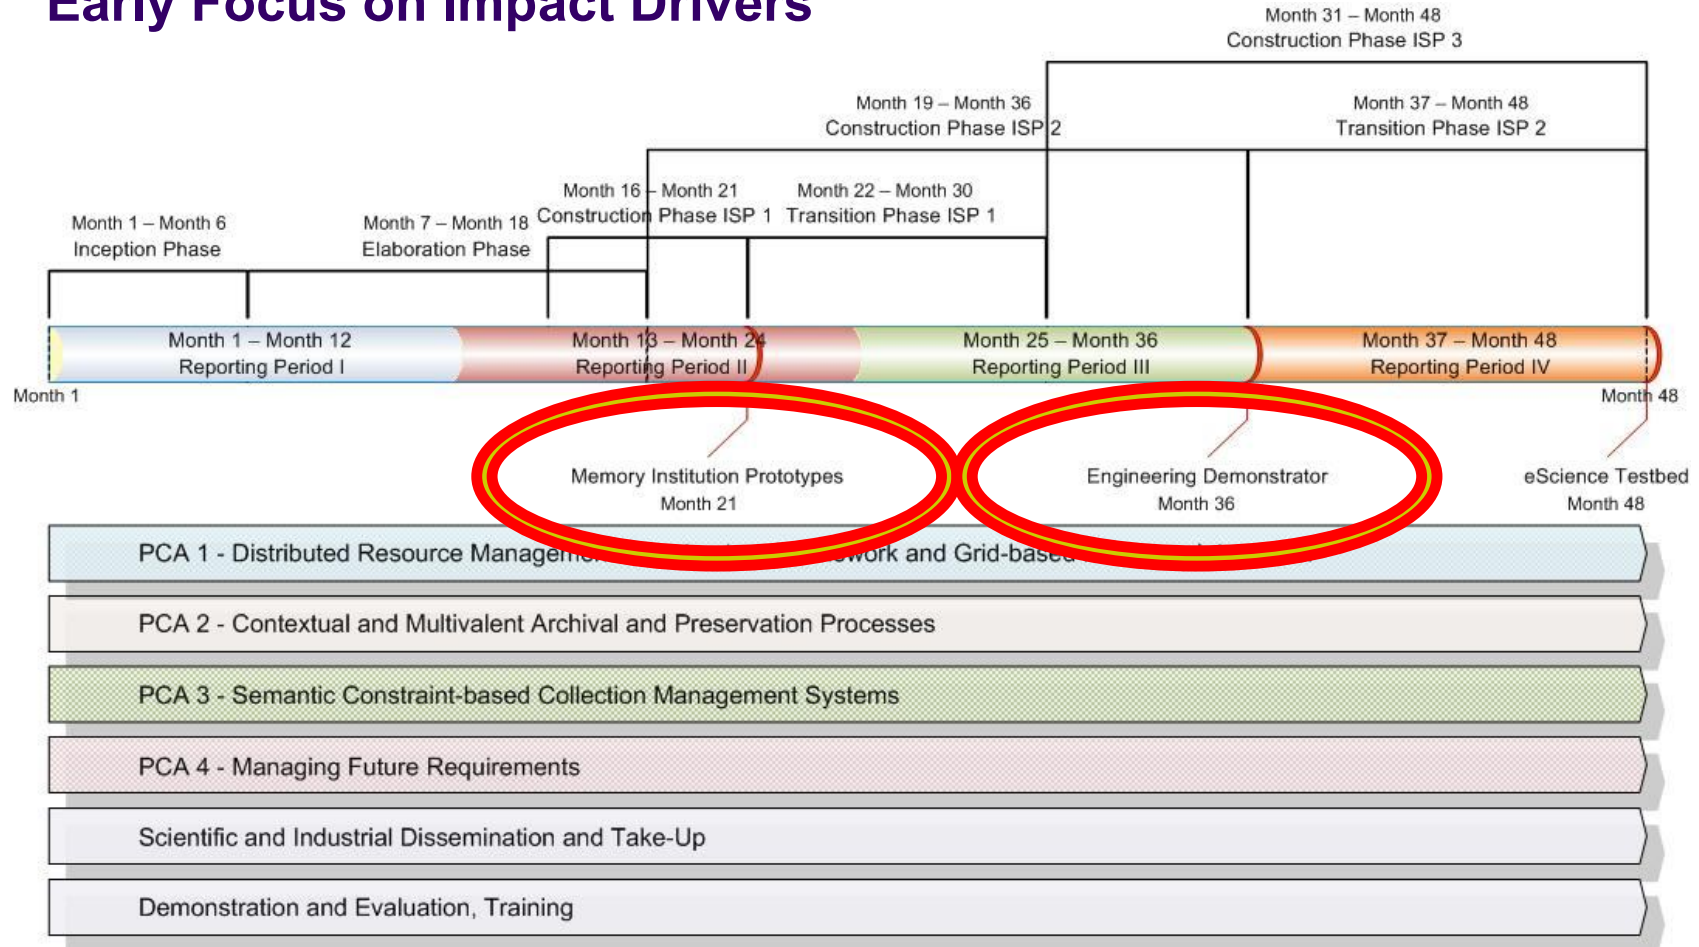 Early Focus on Impact Drivers
Month 31 – Month 48
Construction Phase ISP 3
Month 19 – Month 36
Construction Phase ISP 2
Month 37 – Month 48
Transition Phase ISP 2
Month 16 – Month 21
Construction Phase ISP 1
Month 22 – Month 30
Transition Phase ISP 1
Month 1 – Month 6
Inception Phase
Month 7 – Month 18
Elaboration Phase
Month 1 – Month 12
Reporting Period I
Month 13 – Month 24
Reporting Period II
Month 25 – Month 36
Reporting Period III
Month 37 – Month 48
Reporting Period IV
Month 1
Month 48
Memory Institution Prototypes
Month 21
Engineering Demonstrator
Month 36
eScience Testbed
Month 48
PCA 1 - Distributed Resource and Grid-based
PCA 2 - Contextual and Multivalent Archival and Preservation Processes
PCA 3 - Semantic Constraint-based Collection Management Systems
PCA 4 - Managing Future Requirements
Scientific and Industrial Dissemination and Take-Up
Demonstration and Evaluation, Training